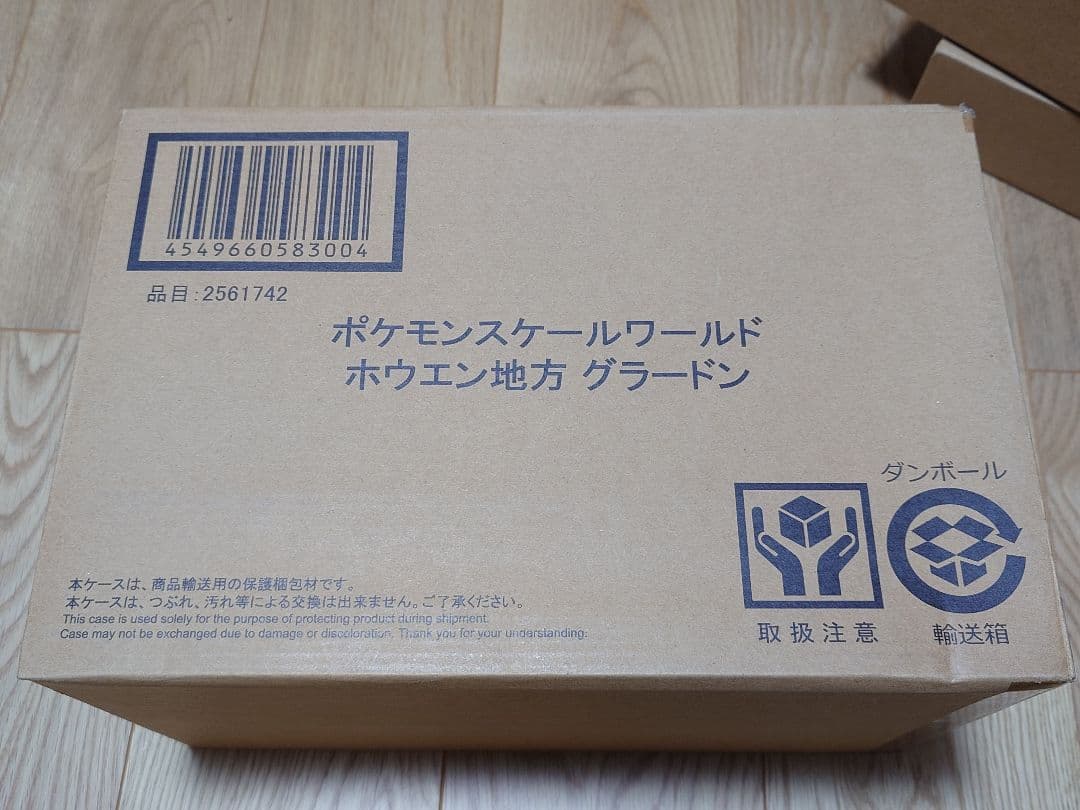 4549660583004
品目:2561742
ポケモンスケールワールド
ホウエン地方 グラードン
ダンボール
取扱注意
輸送箱
本ケースは、商品輸送用の保護梱包材です。
本ケースは、つぶれ、汚れ等による交換は出来ません。ご了承ください。
This case is used solely for the purpose of protecting product during shipment.
Case may not be exchanged due to damage or discoloration. Thank you for your understanding.